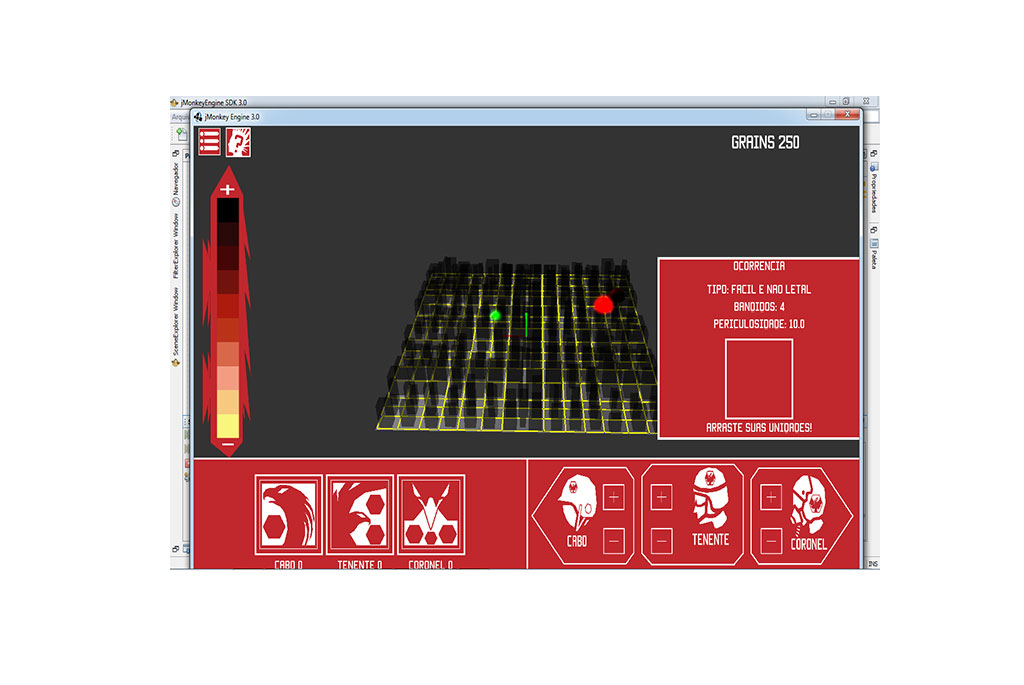 jMonkeyEngine SDK 3.0
Arqui
jMonkey Engine 3.0
GRAINS 250
Navegador
FilterExplorer Window
SceneExplorer Window
Propriedades
Paleta
OCORRENCIA
TIPO: FACIL E NAO LETAL
BANDIDOS: 4
PERICULOSIDADE: 10.0
ARRASTE SUAS UNIDADES!
CABO
TENENTE
CORONEL
CABO 0
TENENTE 0
CORONEL 0
INS